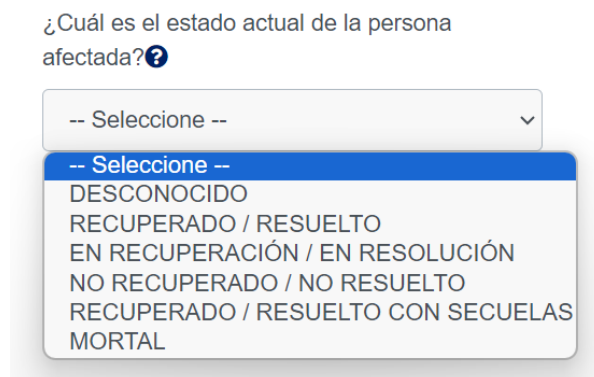 ¿Cuál es el estado actual de la persona
afectada??
-- Seleccione --
-- Seleccione --
DESCONOCIDO
RECUPERADO / RESUELTO
EN RECUPERACIÓN / EN RESOLUCIÓN
NO RECUPERADO / NO RESUELTO
RECUPERADO / RESUELTO CON SECUELAS
MORTAL